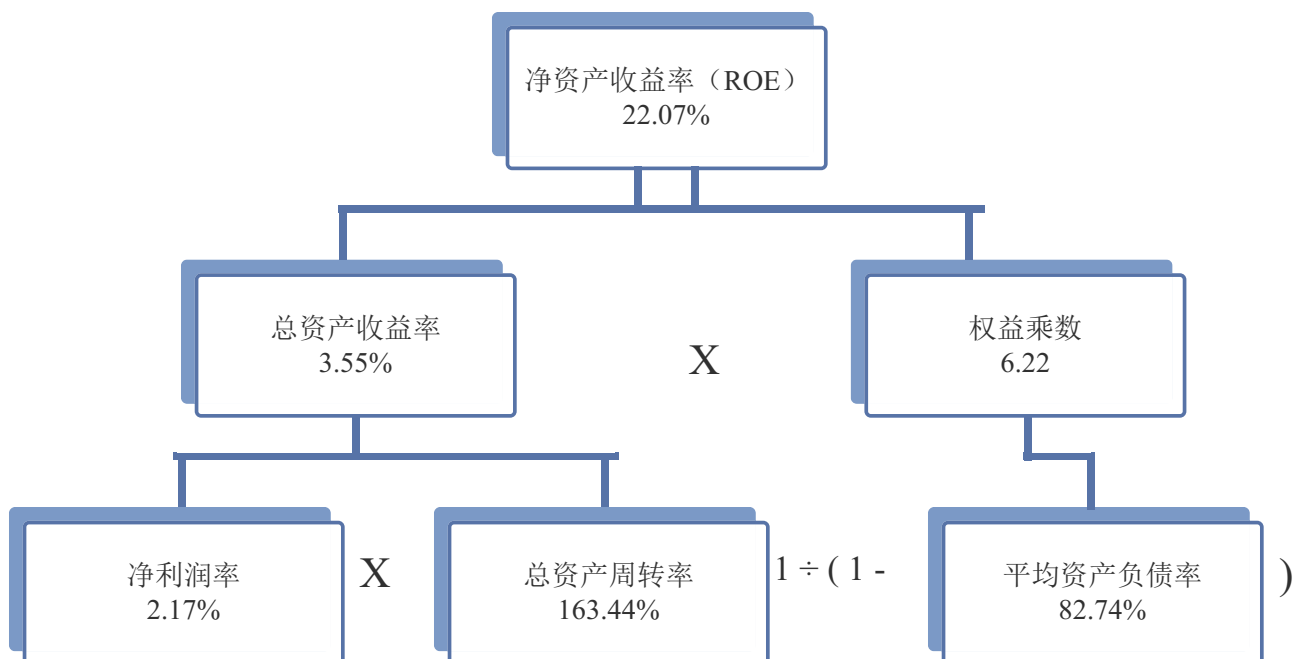 净资产收益率（ROE）
22.07%
总资产收益率
3.55%
X
权益乘数
6.22
净利润率
2.17%
X
总资产周转率
163.44%
1 ÷ ( 1 -
平均资产负债率
82.74%
)